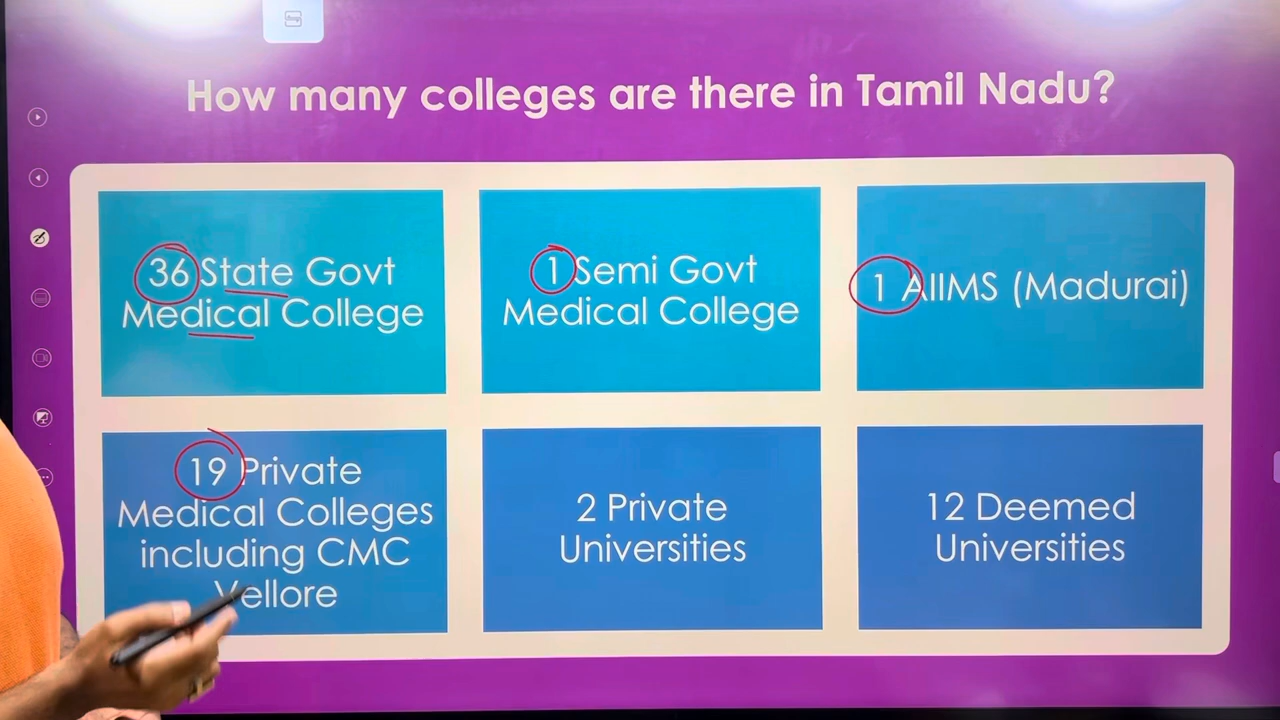 How many colleges are there in Tamil Nadu?
36 State Govt
Medical College
1 Semi Govt
Medical College
1 AIIMS (Madurai)
19 Private
Medical Colleges
including CMC
Vellore
2 Private
Universities
12 Deemed
Universities